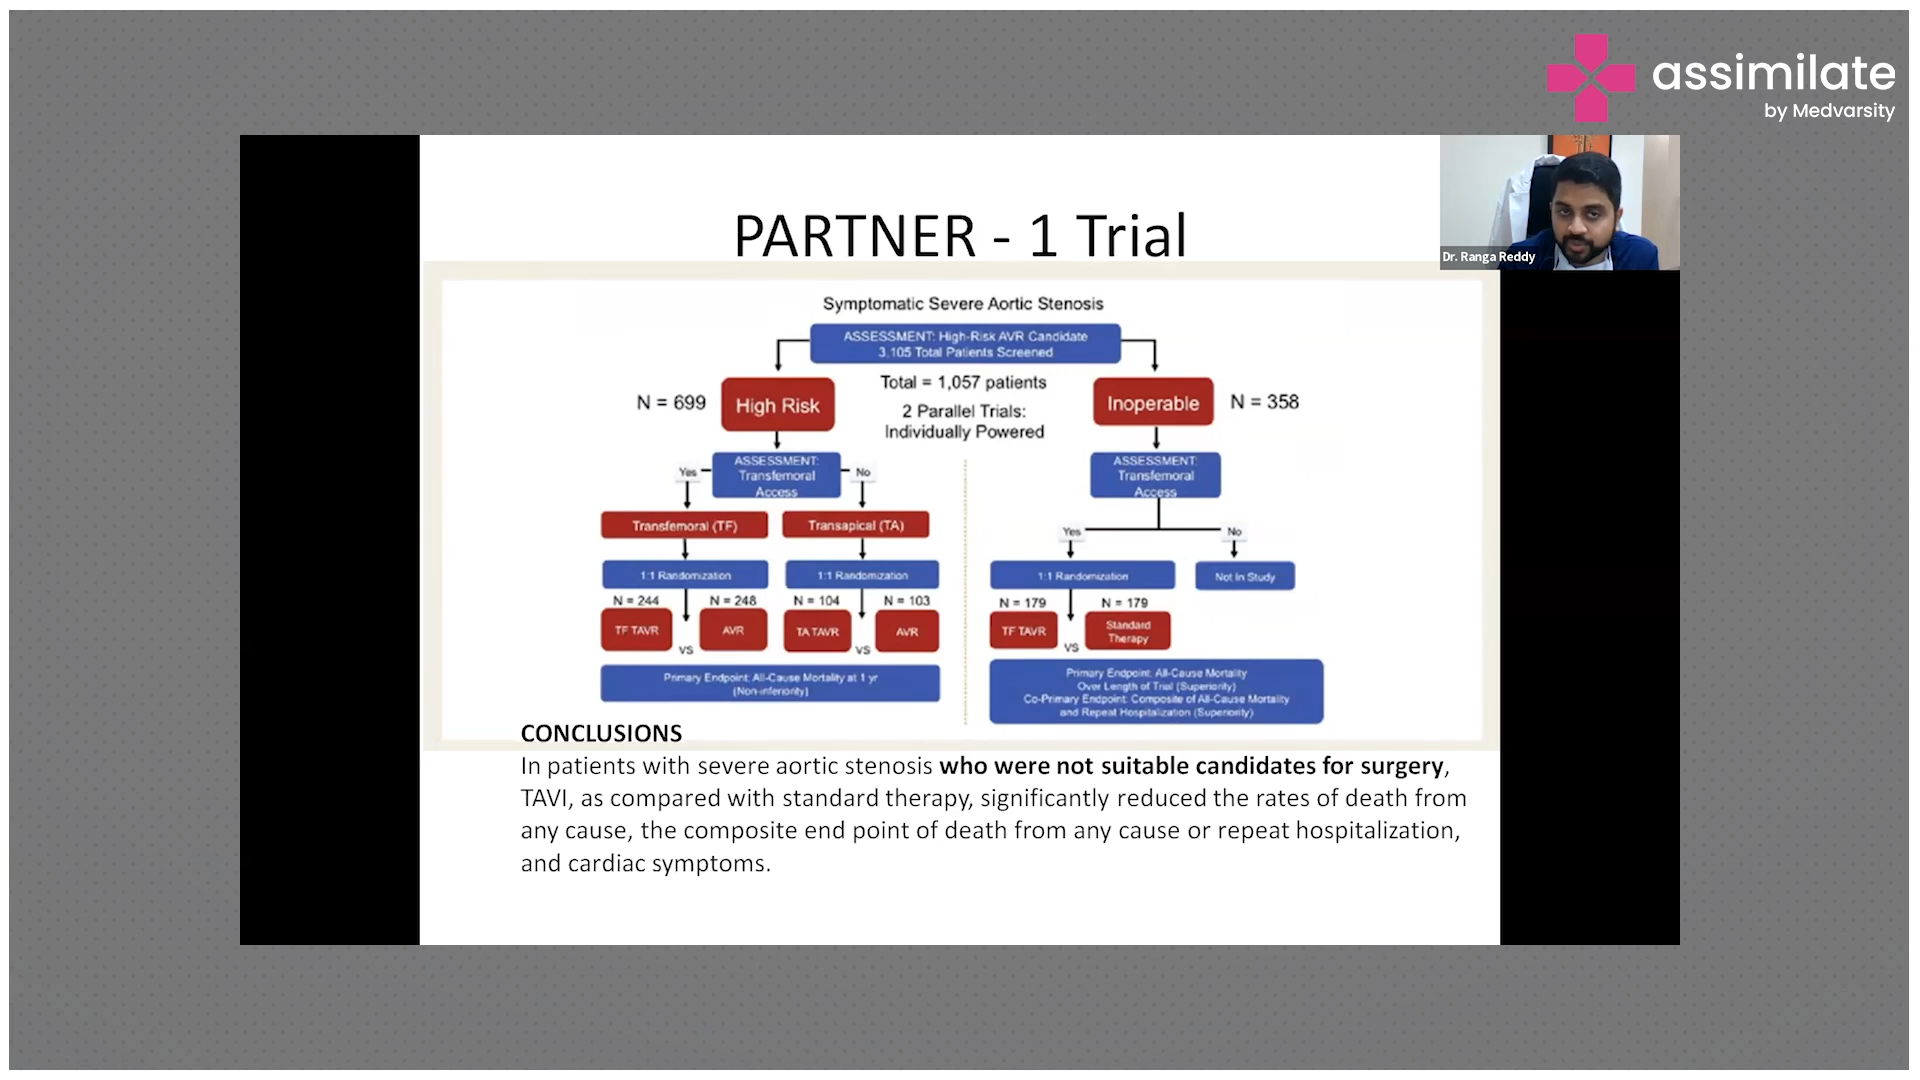 assimilate
by Medvarsity
PARTNER - 1 Trial
Dr. Ranga Reddy
Symptomatic Severe Aortic Stenosis
ASSESSMENT: High-Risk AVR Candidate
3,105 Total Patients Screened
N = 699
High Risk
Total = 1,057 patients
2 Parallel Trials:
Individually Powered
Inoperable
N = 358
ASSESSMENT:
Transfemoral
Access
Yes
No
ASSESSMENT:
Transfemoral
Access
Transfemoral (TF)
Transapical (TA)
Yes
No
1:1 Randomization
1:1 Randomization
1:1 Randomization
Not In Study
N = 244
N = 248
N = 104
N = 103
N = 179
N = 179
TF TAVR
VS
AVR
TA TAVR
VS
AVR
TF TAVR
VS
Standard
Therapy
Primary Endpoint: All-Cause Mortality at 1 yr
(Non-inferiority)
Primary Endpoint: All-Cause Mortality
Over Length of Trial (Superiority)
Co-Primary Endpoint: Composite of All-Cause Mortality
and Repeat Hospitalization (Superiority)
CONCLUSIONS
In patients with severe aortic stenosis who were not suitable candidates for surgery,
TAVI, as compared with standard therapy, significantly reduced the rates of death from
any cause, the composite end point of death from any cause or repeat hospitalization,
and cardiac symptoms.